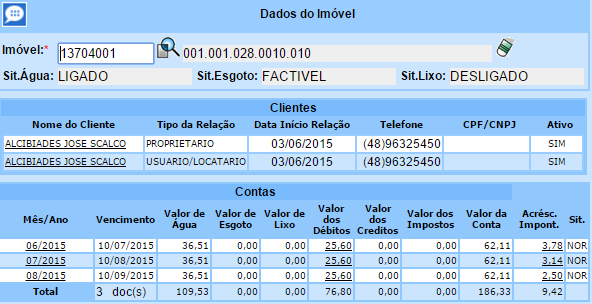 Dados do Imóvel
Imóvel:* 13704001 001.001.028.0010.010
Sit.Água: LIGADO Sit.Esgoto: FACTIVEL Sit.Lixo: DESLIGADO
Clientes
Nome do Cliente Tipo da Relação Data Início Relação Telefone CPF/CNPJ Ativo
ALCIBIADES JOSE SCALCO PROPRIETARIO 03/06/2015 (48)96325450 SIM
ALCIBIADES JOSE SCALCO USUARIO/LOCATARIO 03/06/2015 (48)96325450 SIM
Contas
Mês/Ano Vencimento Valor de Água Valor de Esgoto Valor de Lixo Valor dos Débitos Valor dos Creditos Valor dos Impostos Valor da Conta Acrésc. Impont. Sit.
06/2015 10/07/2015 36,51 0,00 0,00 25,60 0,00 0,00 62,11 3,78 NOR
07/2015 10/08/2015 36,51 0,00 0,00 25,60 0,00 0,00 62,11 3,14 NOR
08/2015 10/09/2015 36,51 0,00 0,00 25,60 0,00 0,00 62,11 2,50 NOR
Total 3 doc(s) 109,53 0,00 0,00 76,80 0,00 0,00 186,33 9,42